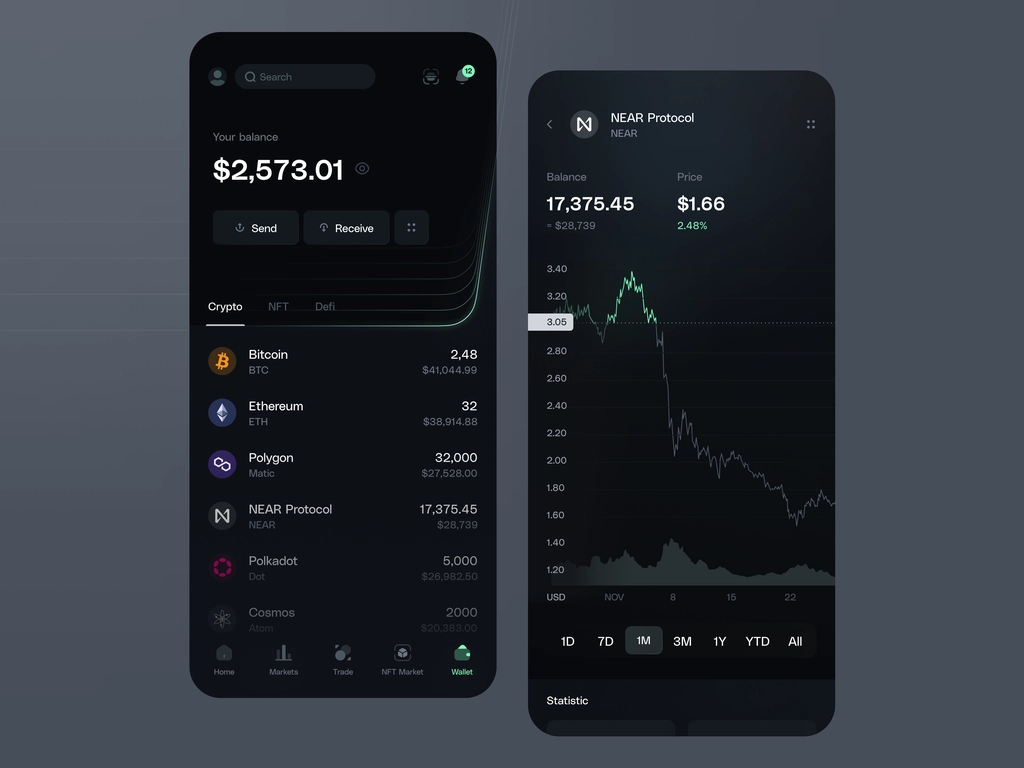 Search
12
Your balance
$2,573.01
Send
Receive
Crypto NFT Defi
Bitcoin 2,48
BTC $41,044.99
Ethereum 32
ETH $38,914.88
Polygon 32,000
Matic $27,528.00
NEAR Protocol 17,375.45
NEAR $28,739
Polkadot 5,000
Dot $26,982.50
Cosmos 2000
Atom $20,383.00
Home Markets Trade NFT Market Wallet
NEAR Protocol
NEAR
Balance Price
17,375.45 $1.66
≈ $28,739 2.48%
3.40
3.20
3.05
2.80
2.60
2.40
2.20
2.00
1.80
1.60
1.40
1.20
USD NOV 8 15 22
1D 7D 1M 3M 1Y YTD All
Statistic